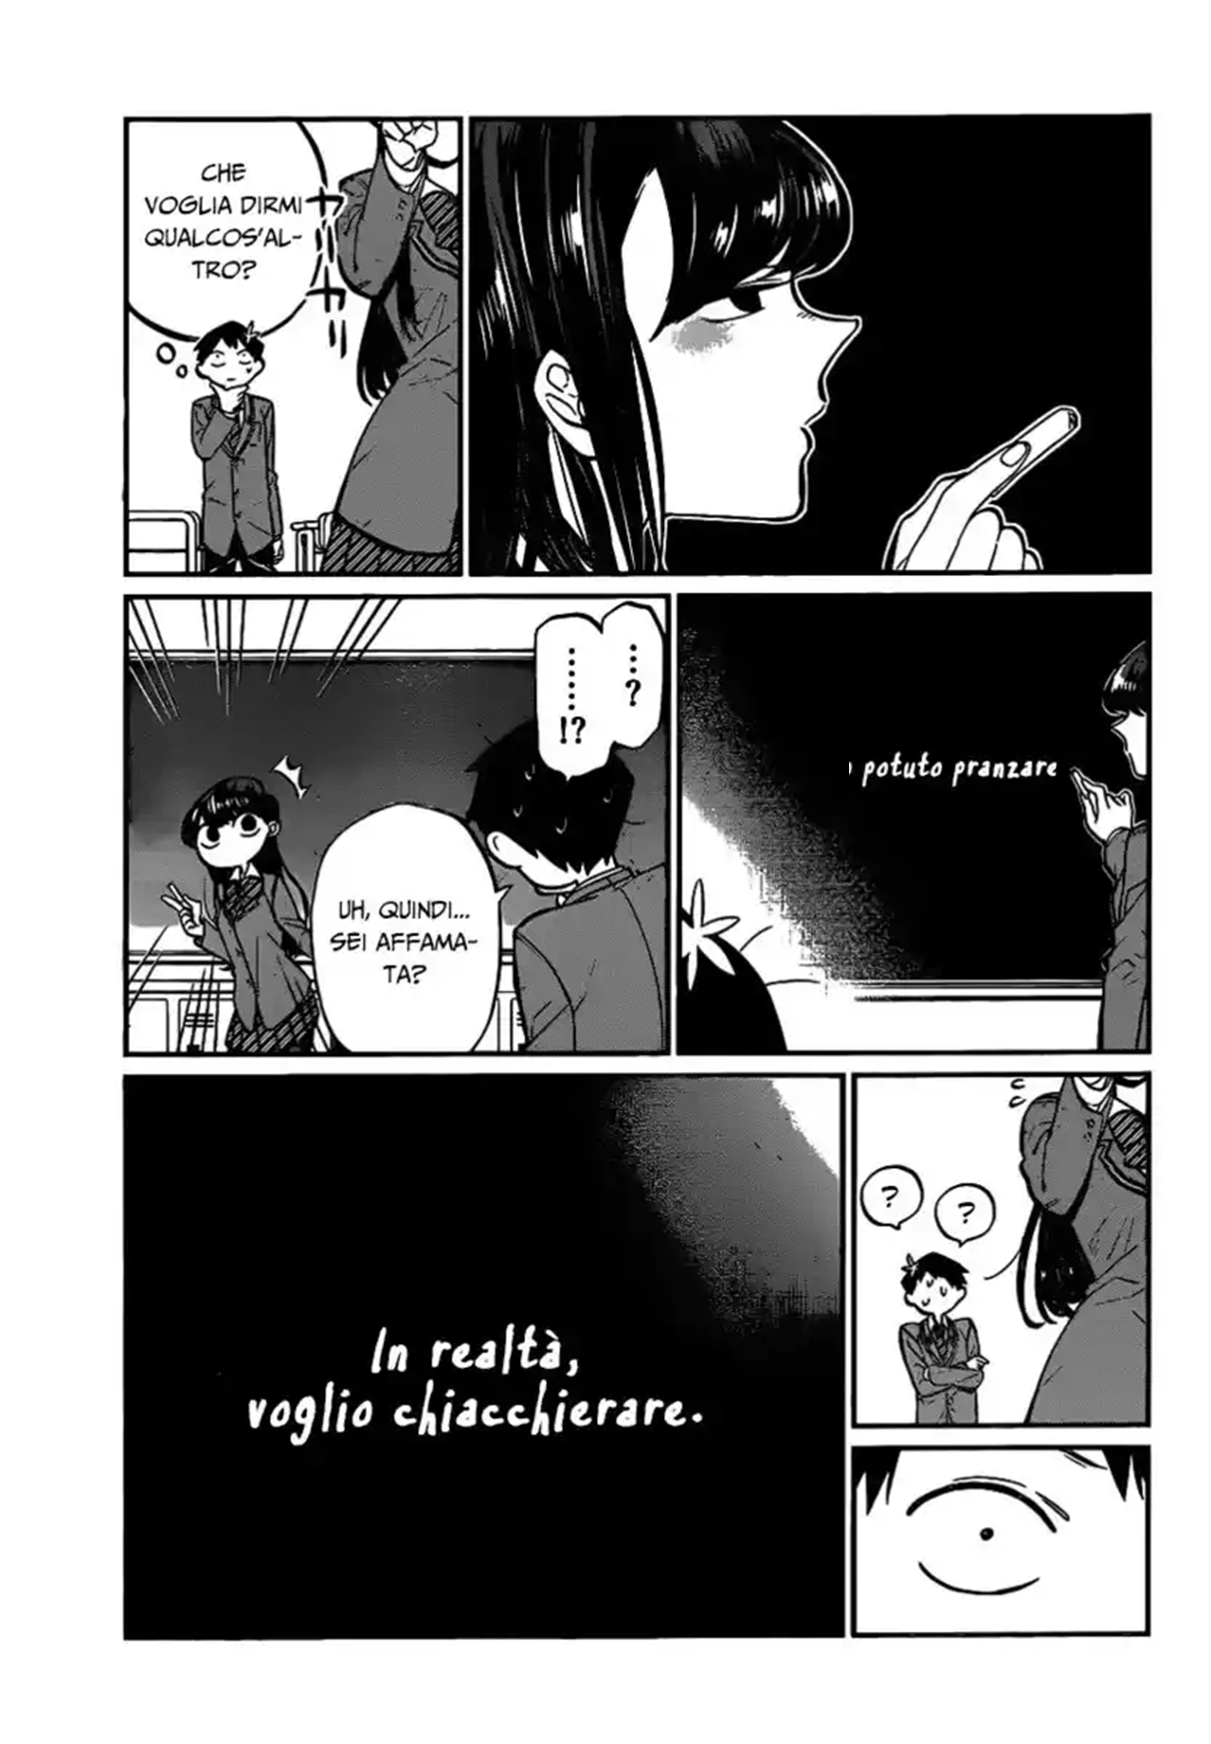 CHE
VOGLIA DIRMI
QUALCOS'AL-
TRO?
potuto pranzare
....?
......!?
UH, QUINDI...
SEI AFFAMA-
TA?
?
?
In realtà,
voglio chiacchierare.